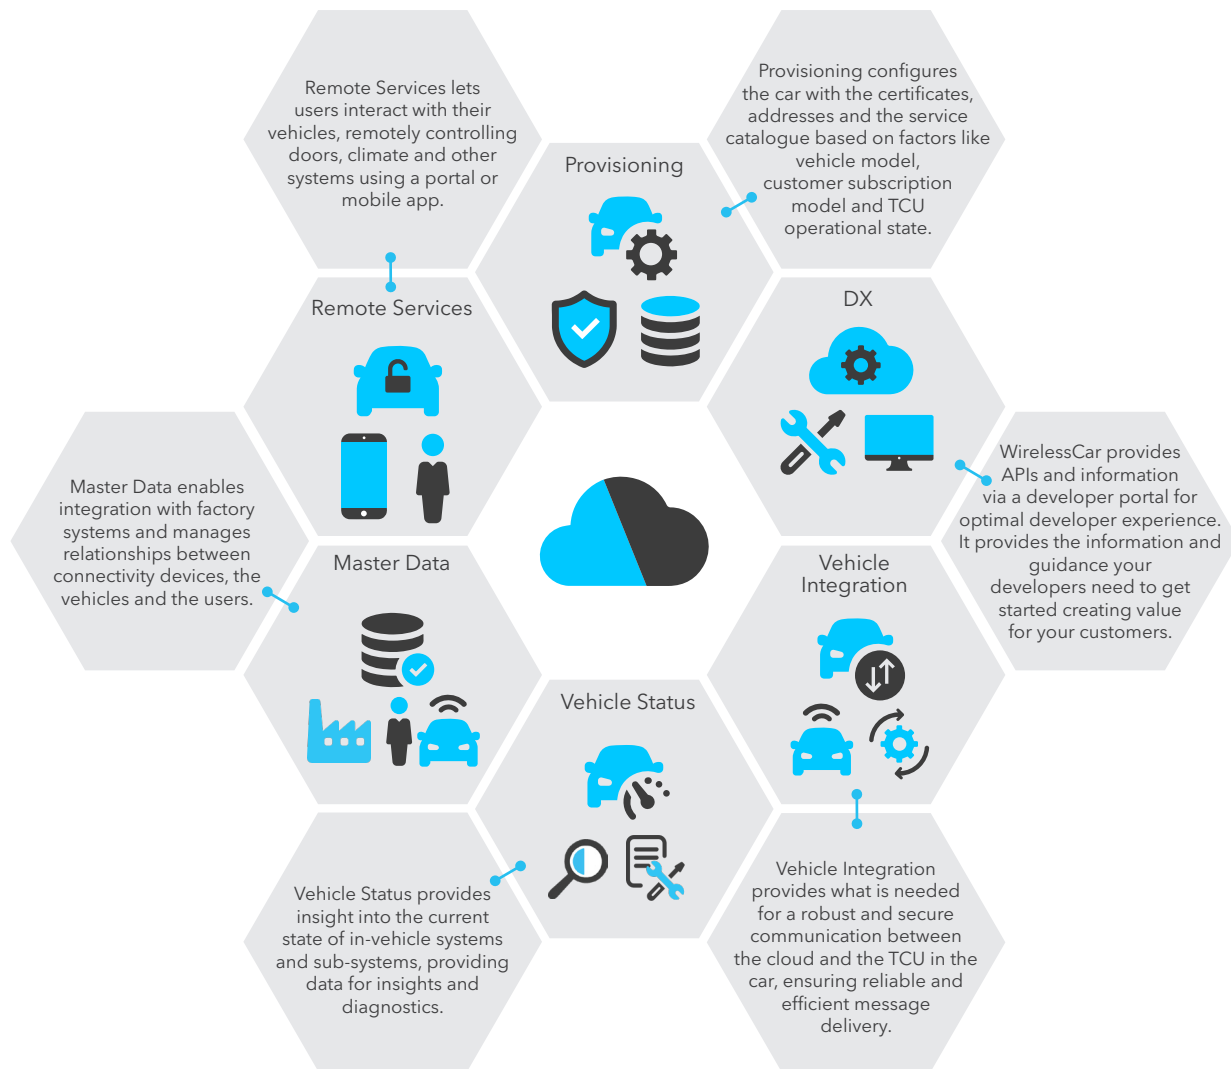 Remote Services lets
users interact with their
vehicles, remotely controlling
doors, climate and other
systems using a portal or
mobile app.
Provisioning configures
the car with the certificates,
addresses and the service
catalogue based on factors like
vehicle model,
customer subscription
model and TCU
operational state.
Provisioning
Remote Services
DX
Master Data enables
integration with factory
systems and manages
relationships between
connectivity devices, the
vehicles and the users.
WirelessCar provides
APIs and information
via a developer portal for
optimal developer experience.
It provides the information and
guidance your
developers need to get
started creating value
for your customers.
Master Data
Vehicle
Integration
Vehicle Status
Vehicle Status provides
insight into the current
state of in-vehicle systems
and sub-systems, providing
data for insights and
diagnostics.
Vehicle Integration
provides what is needed
for a robust and secure
communication between
the cloud and the TCU in the
car, ensuring reliable and
efficient message
delivery.